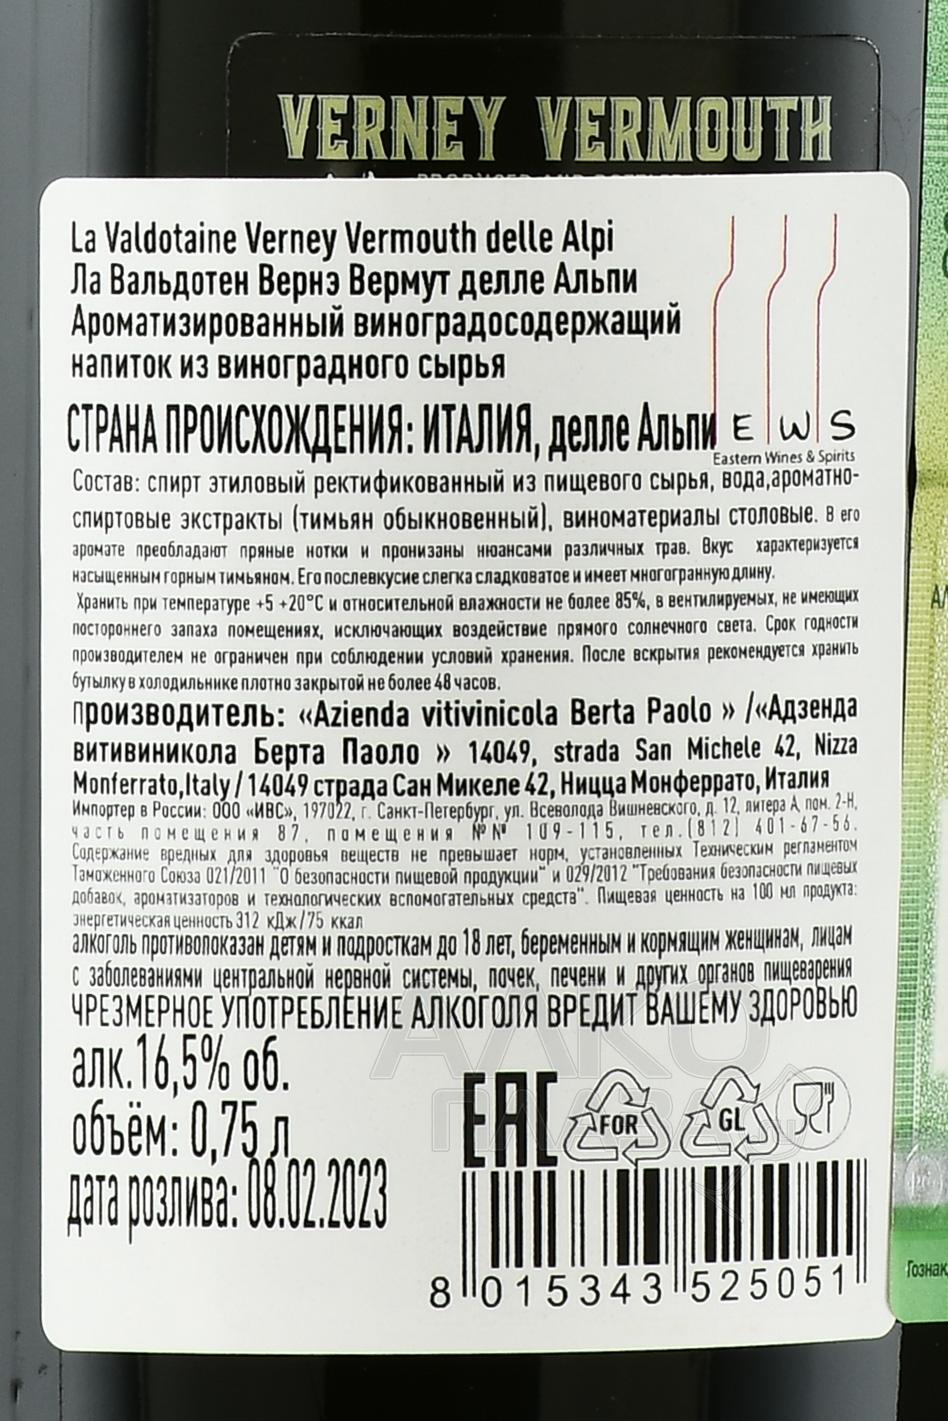 VERNEY VERMOUTH
La Valdotaine Verney Vermouth delle Alpi
Ла Вальдотен Вернэ Вермут делле Альпи
Ароматизированный виноградосодержащий
напиток из виноградного сырья
СТРАНА ПРОИСХОЖДЕНИЯ: ИТАЛИЯ, делле Альпи
E W S
Eastern Wines & Spirits
Состав: спирт этиловый ректификованный из пищевого сырья, вода,ароматно-
спиртовые экстракты (тимьян обыкновенный), виноматериалы столовые. В его
аромате преобладают пряные нотки и пронизаны нюансами различных трав. Вкус характеризуется
насыщенным горным тимьяном. Его послевкусие слегка сладковатое и имеет многогранную длину.
Хранить при температуре +5 +20°С и относительной влажности не более 85%, в вентилируемых, не имеющих
постороннего запаха помещениях, исключающих воздействие прямого солнечного света. Срок годности
производителем не ограничен при соблюдении условий хранения. После вскрытия рекомендуется хранить
бутылку в холодильнике плотно закрытой не более 48 часов.
Производитель: «Azienda vitivinicola Berta Paolo » /«Адзенда
витивиникола Берта Паоло » 14049, strada San Michele 42, Nizza
Monferrato,Italy / 14049 страда Сан Микеле 42, Ницца Монферрато, Италия
Импортер в России: ООО «ИВС», 197022, г. Санкт-Петербург, ул. Всеволода Вишневского, д. 12, литера А, пом. 2-Н,
часть помещения 87, помещения №№ 109-115, тел.(812) 401-67-56.
Содержание вредных для здоровья веществ не превышает норм, установленных Техническим регламентом
Таможенного Союза 021/2011 "О безопасности пищевой продукции" и 029/2012 "Требования безопасности пищевых
добавок, ароматизаторов и технологических вспомогательных средств". Пищевая ценность на 100 мл продукта:
энергетическая ценность 312 кДж/75 ккал
алкоголь противопоказан детям и подросткам до 18 лет, беременным и кормящим женщинам, лицам
с заболеваниями центральной нервной системы, почек, печени и других органов пищеварения
ЧРЕЗМЕРНОЕ УПОТРЕБЛЕНИЕ АЛКОГОЛЯ ВРЕДИТ ВАШЕМУ ЗДОРОВЬЮ
алк.16,5% об.
объём: 0,75 л
дата розлива: 08.02.2023
EAC
FOR
GL
8 015343 525051
Гознак